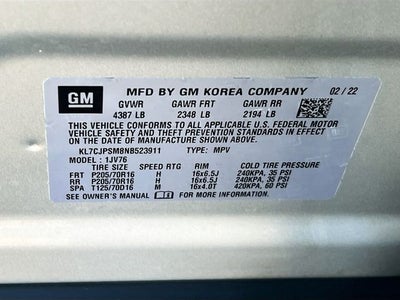 GM
MFD BY GM KOREA COMPANY 02/22
GVWR GAWR FRT GAWR RR
4387 LB 2348 LB 2194 LB
THIS VEHICLE CONFORMS TO ALL APPLICABLE U.S. FEDERAL MOTOR
VEHICLE SAFETY AND THEFT PREVENTION STANDARDS IN EFFECT
ON THE DATE OF MANUFACTURE SHOWN ABOVE.
KL7CJPSM8NB523911 TYPE: MPV
MODEL: 1JV76
TIRE SIZE SPEED RTG RIM COLD TIRE PRESSURE
FRT P205/70R16 H 16x6.5J 240KPA, 35 PSI
RR P205/70R16 H 16x6.5J 240KPA, 35 PSI
SPA T125/70D16 M 16x4.0T 420KPA, 60 PSI
SEE OWNER'S MANUAL FOR ADDITIONAL INFORMATION.